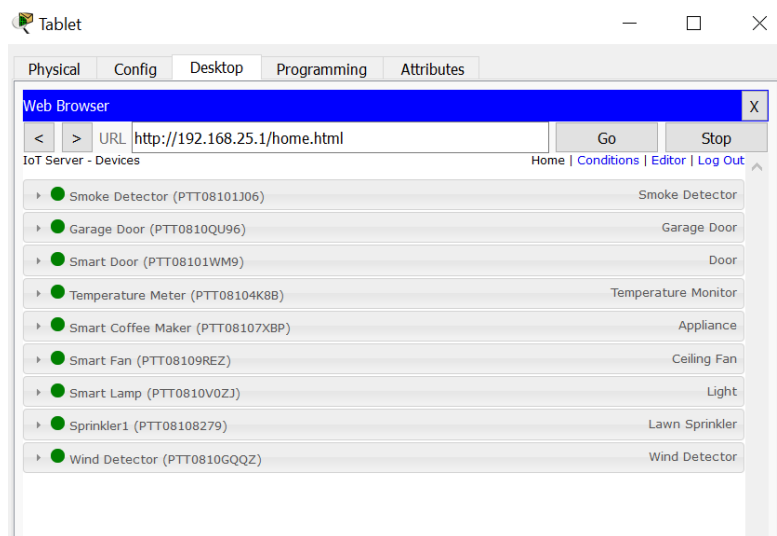 Tablet
Physical Config Desktop Programming Attributes
Web Browser X
< > URL http://192.168.25.1/home.html Go Stop
IoT Server - Devices Home | Conditions | Editor | Log Out
Smoke Detector (PTT08101J06) Smoke Detector
Garage Door (PTT0810QU96) Garage Door
Smart Door (PTT08101WM9) Door
Temperature Meter (PTT08104K8B) Temperature Monitor
Smart Coffee Maker (PTT08107XBP) Appliance
Smart Fan (PTT08109REZ) Ceiling Fan
Smart Lamp (PTT0810V0ZJ) Light
Sprinkler1 (PTT08108279) Lawn Sprinkler
Wind Detector (PTT0810GQQZ) Wind Detector